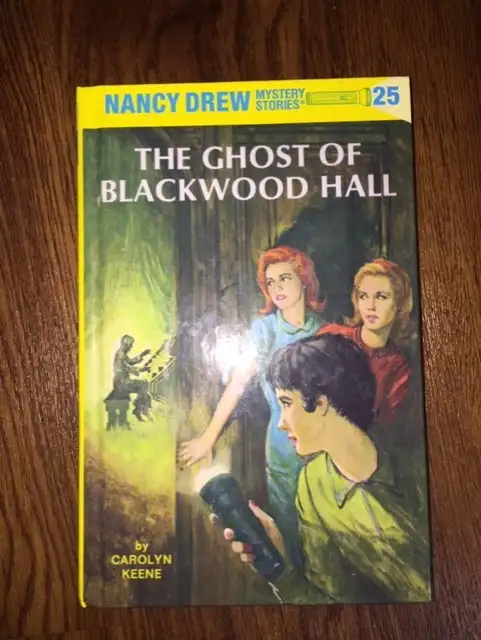 NANCY DREW MYSTERY STORIES® 25
THE GHOST OF
BLACKWOOD HALL
by
CAROLYN
KEENE